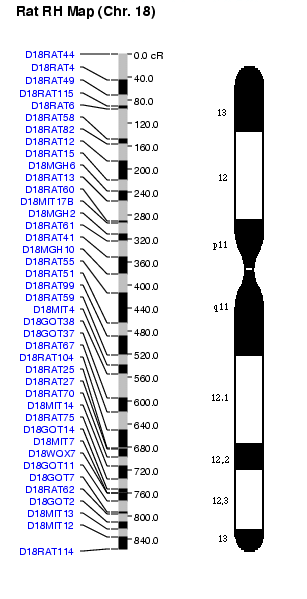 Rat RH Map (Chr. 18)
D18RAT44
D18RAT4
D18RAT49
D18RAT115
D18RAT6
D18RAT58
D18RAT82
D18RAT12
D18RAT15
D18MGH6
D18RAT13
D18RAT60
D18MIT17B
D18MGH2
D18RAT61
D18RAT41
D18MGH10
D18RAT55
D18RAT51
D18RAT99
D18RAT59
D18MIT4
D18GOT38
D18GOT37
D18RAT67
D18RAT104
D18RAT25
D18RAT27
D18RAT70
D18MIT14
D18RAT75
D18GOT14
D18MIT7
D18WOX7
D18GOT11
D18GOT7
D18RAT62
D18GOT2
D18MIT13
D18MIT12
D18RAT114
0.0 cR
40.0
80.0
120.0
160.0
200.0
240.0
280.0
320.0
360.0
400.0
440.0
480.0
520.0
560.0
600.0
640.0
680.0
720.0
760.0
800.0
840.0
13
12
p11
q11
12.1
12.2
12.3
13